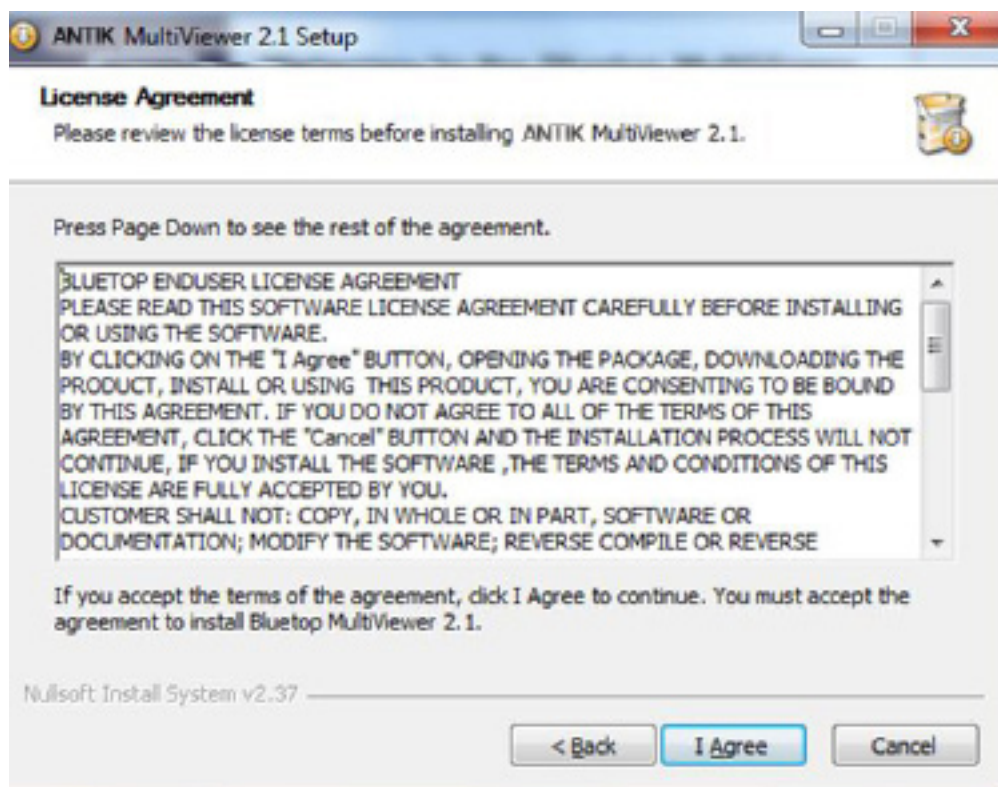 ANTIK MultiViewer 2.1 Setup
License Agreement
Please review the license terms before installing ANTIK MultiViewer 2.1.
Press Page Down to see the rest of the agreement.
BLUETOP ENDUSER LICENSE AGREEMENT
PLEASE READ THIS SOFTWARE LICENSE AGREEMENT CAREFULLY BEFORE INSTALLING
OR USING THE SOFTWARE.
BY CLICKING ON THE "I Agree" BUTTON, OPENING THE PACKAGE, DOWNLOADING THE
PRODUCT, INSTALL OR USING THIS PRODUCT, YOU ARE CONSENTING TO BE BOUND
BY THIS AGREEMENT. IF YOU DO NOT AGREE TO ALL OF THE TERMS OF THIS
AGREEMENT, CLICK THE "Cancel" BUTTON AND THE INSTALLATION PROCESS WILL NOT
CONTINUE, IF YOU INSTALL THE SOFTWARE ,THE TERMS AND CONDITIONS OF THIS
LICENSE ARE FULLY ACCEPTED BY YOU.
CUSTOMER SHALL NOT: COPY, IN WHOLE OR IN PART, SOFTWARE OR
DOCUMENTATION; MODIFY THE SOFTWARE; REVERSE COMPILE OR REVERSE
If you accept the terms of the agreement, click I Agree to continue. You must accept the
agreement to install Bluetop MultiViewer 2.1.
Nullsoft Install System v2.37
< Back I Agree Cancel